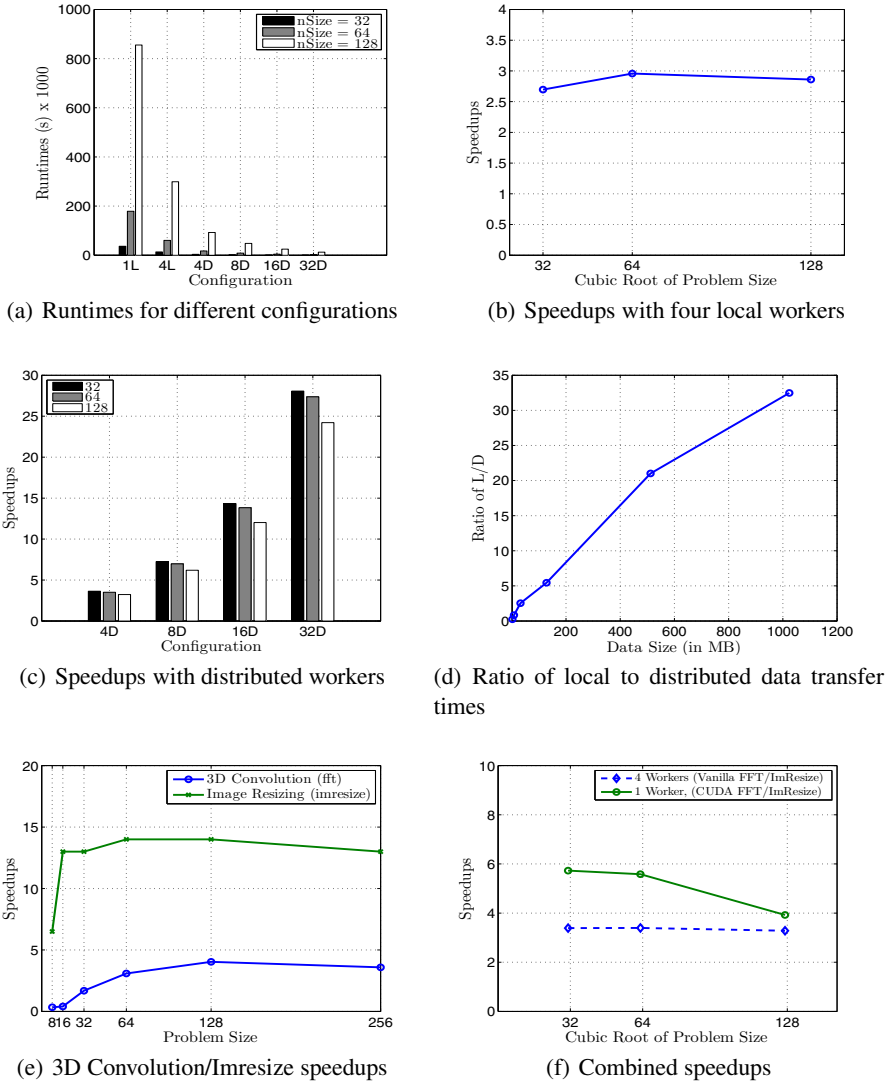 1000
800
600
400
200
0
Runtimes (s) x 1000
nSize = 32
nSize = 64
nSize = 128
1L 4L 4D 8D 16D 32D
Configuration
(a) Runtimes for different configurations
4
3.5
3
2.5
2
1.5
1
0.5
0
Speedups
32 64 128
Cubic Root of Problem Size
(b) Speedups with four local workers
30
25
20
15
10
5
0
Speedups
32
64
128
4D 8D 16D 32D
Configuration
(c) Speedups with distributed workers
35
30
25
20
15
10
5
0
Ratio of L/D
200 400 600 800 1000 1200
Data Size (in MB)
(d) Ratio of local to distributed data transfer
times
20
15
10
5
0
Speedups
3D Convolution (fft)
Image Resizing (imresize)
8 16 32 64 128 256
Problem Size
(e) 3D Convolution/Imresize speedups
10
8
6
4
2
0
Speedups
4 Workers (Vanilla FFT/ImResize)
1 Worker, (CUDA FFT/ImResize)
32 64 128
Cubic Root of Problem Size
(f) Combined speedups